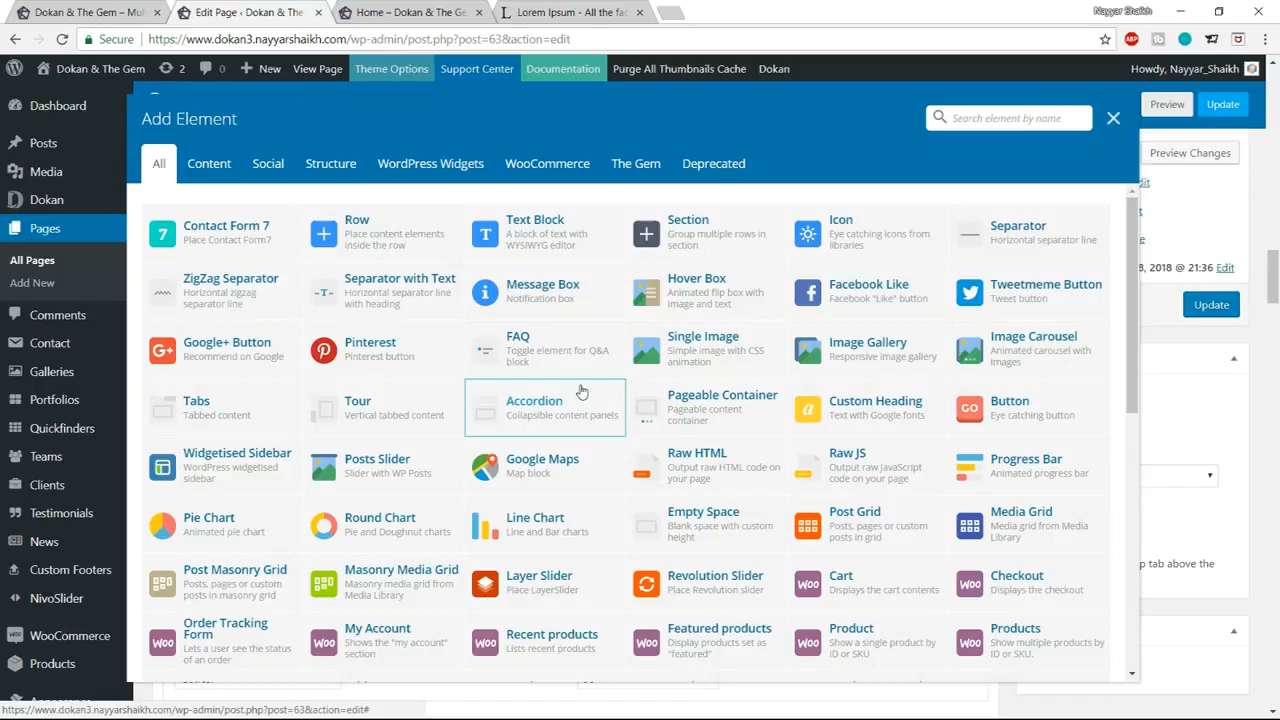 Dokan & The Gem – Mul
Edit Page ‹ Dokan & The
Home – Dokan & The Ge
Lorem Ipsum - All the fac
Nayyar Shaikh
Secure
https://www.dokan3.nayyarshaikh.com/wp-admin/post.php?post=63&action=edit
ABP
Dokan & The Gem
2
0
New
View Page
Theme Options
Support Center
Documentation
Purge All Thumbnails Cache
Dokan
Howdy, Nayyar_Shaikh
Dashboard
Posts
Media
Dokan
Pages
All Pages
Add New
Comments
Contact
Galleries
Portfolios
Quickfinders
Teams
Clients
Testimonials
News
Custom Footers
NivoSlider
WooCommerce
Products
Add Element
Search element by name
All
Content
Social
Structure
WordPress Widgets
WooCommerce
The Gem
Deprecated
Contact Form 7
Place Contact Form7
Row
Place content elements
inside the row
Text Block
A block of text with
WYSIWYG editor
Section
Group multiple rows in
section
Icon
Eye catching icons from
libraries
Separator
Horizontal separator line
ZigZag Separator
Horizontal zigzag
separator line
Separator with Text
Horizontal separator line
with heading
Message Box
Notification box
Hover Box
Animated flip box with
image and text
Facebook Like
Facebook "Like" button
Tweetmeme Button
Tweet button
Google+ Button
Recommend on Google
Pinterest
Pinterest button
FAQ
Toggle element for Q&A
block
Single Image
Simple image with CSS
animation
Image Gallery
Responsive image gallery
Image Carousel
Animated carousel with
images
Tabs
Tabbed content
Tour
Vertical tabbed content
Accordion
Collapsible content panels
Pageable Container
Pageable content
container
Custom Heading
Text with Google fonts
GO
Button
Eye catching button
Widgetised Sidebar
WordPress widgetised
sidebar
Posts Slider
Slider with WP Posts
Google Maps
Map block
Raw HTML
Output raw HTML code on
your page
Raw JS
Output raw JavaScript
code on your page
Progress Bar
Animated progress bar
Pie Chart
Animated pie chart
Round Chart
Pie and Doughnut charts
Line Chart
Line and Bar charts
Empty Space
Blank space with custom
height
Post Grid
Posts, pages or custom
posts in grid
Media Grid
Media grid from Media
Library
Post Masonry Grid
Posts, pages or custom
posts in masonry grid
Masonry Media Grid
Masonry media grid from
Media Library
Layer Slider
Place LayerSlider
Revolution Slider
Place Revolution slider
Woo
Cart
Displays the cart contents
Woo
Checkout
Displays the checkout
Woo
Order Tracking
Form
Lets a user see the status
of an order
Woo
My Account
Shows the "my account"
section
Woo
Recent products
Lists recent products
Woo
Featured products
Display products set as
"featured"
Woo
Product
Show a single product by
ID or SKU
Woo
Products
Show multiple products by
ID or SKU.
Preview
Update
Preview Changes
8, 2018 @ 21:36 Edit
Update
p tab above the
https://www.dokan3.nayyarshaikh.com/wp-admin/post.php?post=63&action=edit#